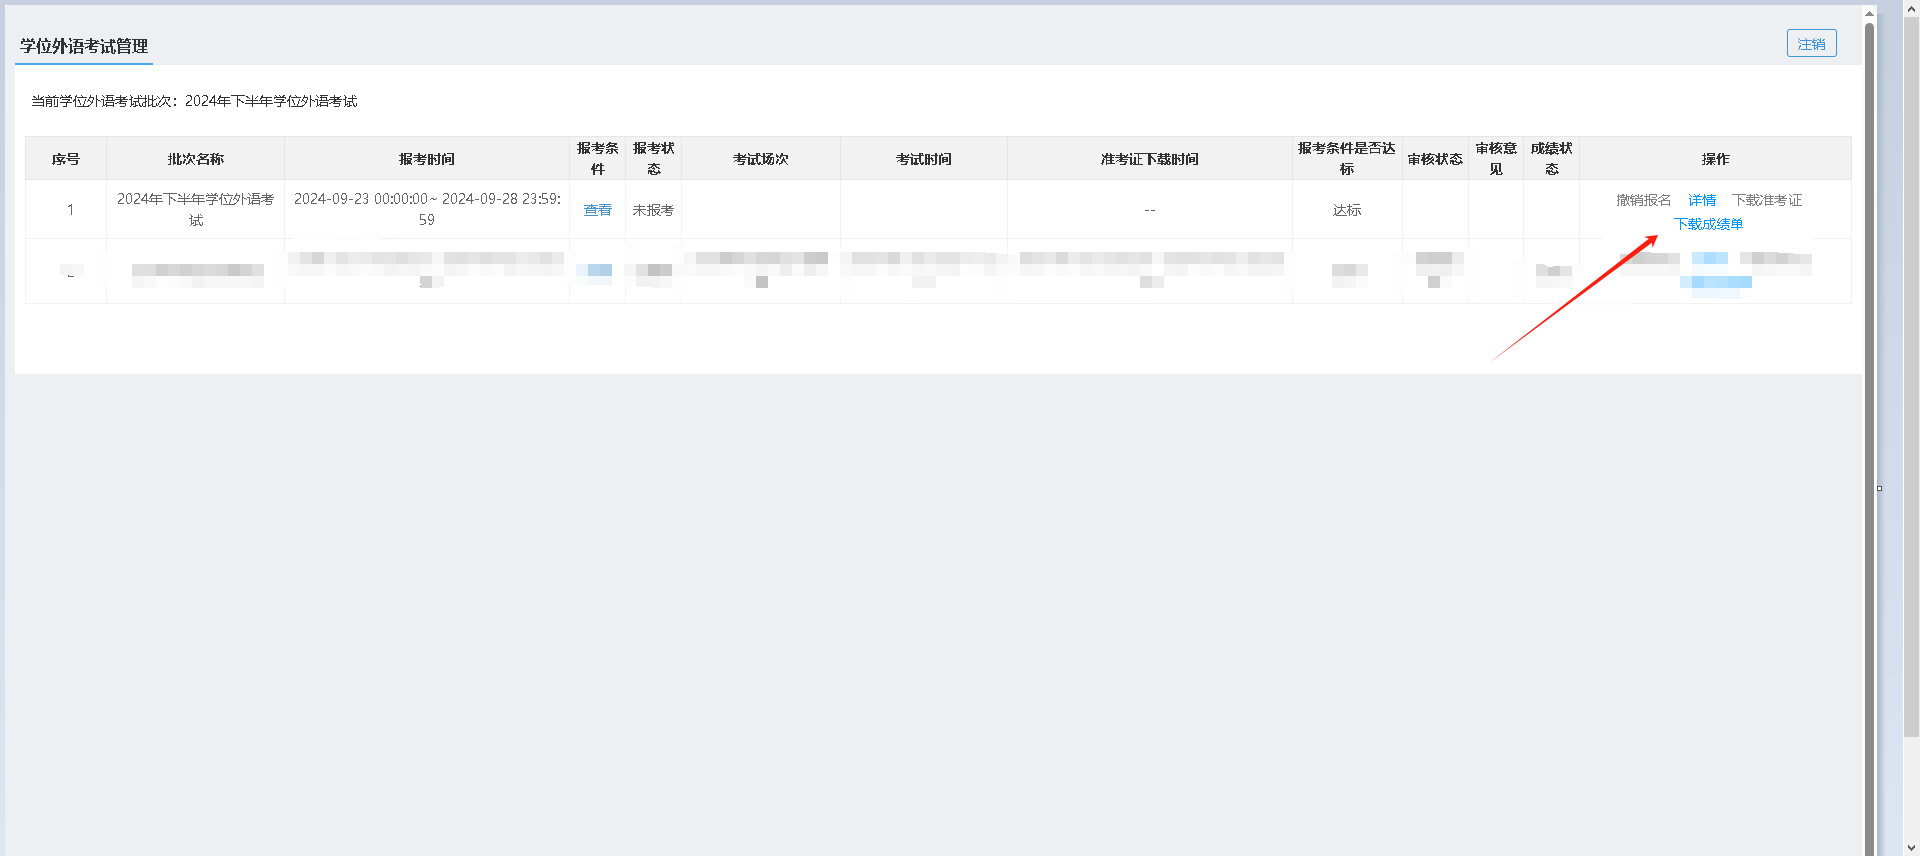 学位外语考试管理
注销
当前学位外语考试批次：2024年下半年学位外语考试
序号 批次名称 报考时间 报考条件 报考状态 考试场次 考试时间 准考证下载时间 报考条件是否达标 审核状态 审核意见 成绩状态 操作
1 2024年下半年学位外语考试 2024-09-23 00:00:00~ 2024-09-28 23:59:59 查看 未报考 -- 达标 撤销报名 详情 下载准考证
下载成绩单